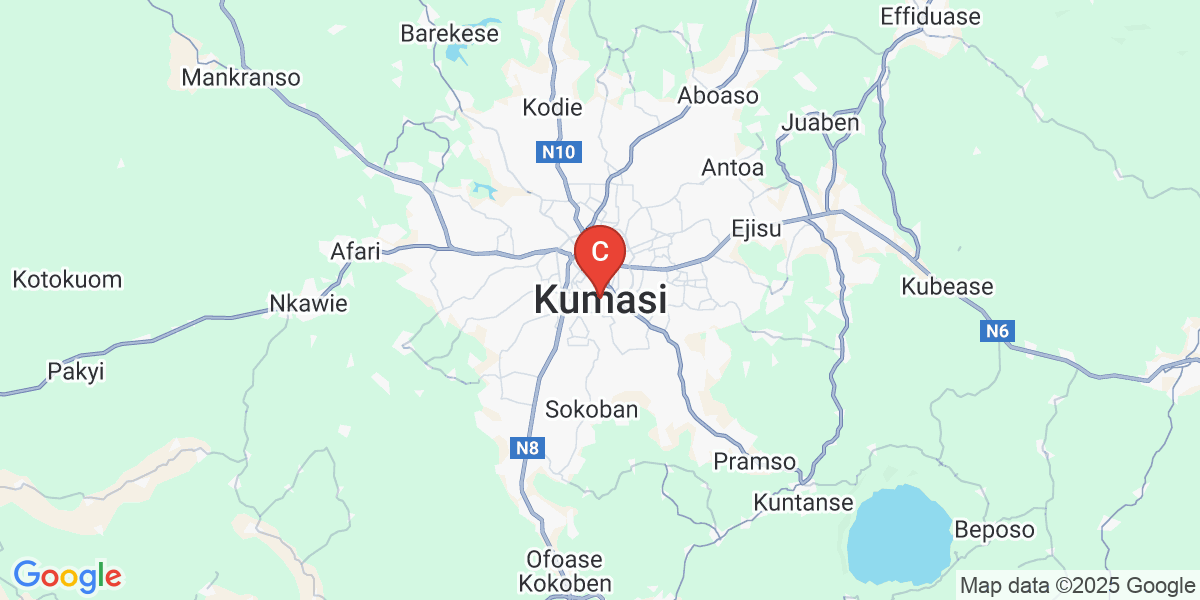 Effiduase
Barekese
Mankranso
Aboaso
Kodie
Juaben
N10
Antoa
Ejisu
Afari
C
Kotokuom
Kubease
Nkawie
Kumasi
N6
Pakyi
Sokoban
N8
Pramso
Kuntanse
Beposo
Ofoase
Kokoben
Google
Map data ©2025 Google